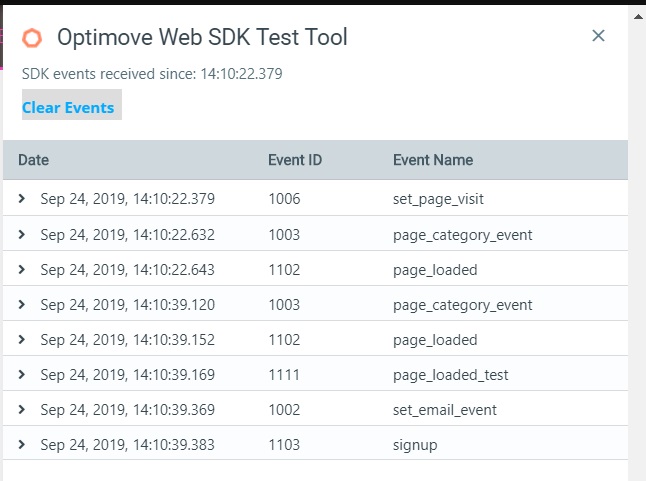 Optimove Web SDK Test Tool
SDK events received since: 14:10:22.379
Clear Events
Date Event ID Event Name
Sep 24, 2019, 14:10:22.379 1006 set_page_visit
Sep 24, 2019, 14:10:22.632 1003 page_category_event
Sep 24, 2019, 14:10:22.643 1102 page_loaded
Sep 24, 2019, 14:10:39.120 1003 page_category_event
Sep 24, 2019, 14:10:39.152 1102 page_loaded
Sep 24, 2019, 14:10:39.169 1111 page_loaded_test
Sep 24, 2019, 14:10:39.369 1002 set_email_event
Sep 24, 2019, 14:10:39.383 1103 signup